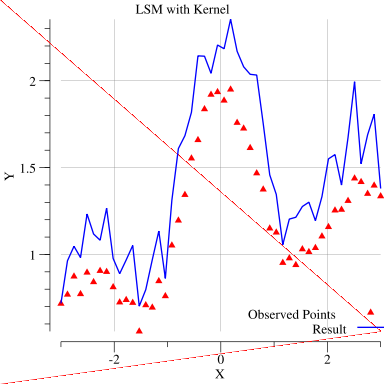 LSM with Kernel
2
1.5
1
Y
-2
0
2
X
Observed Points
Result